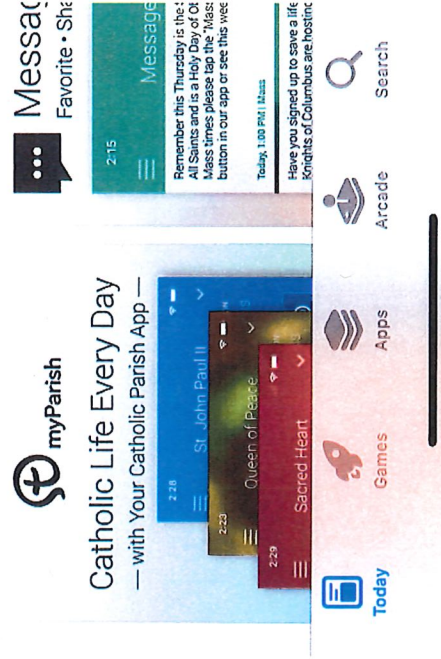 myParish
Catholic Life Every Day
— with Your Catholic Parish App —
2:28
St. John Paul II
2:23
Queen of Peace
2:29
Sacred Heart
Messag
Favorite • Sha
2:15
Message
Remember this Thursday is the
All Saints and is a Holy Day of Ob
Mass times please tap the "Mass
button in our app or see this wee
Today, 1:00 PM | Mass
Have you signed up to save a life
Knights of Columbus are hosting
Today
Games
Apps
Arcade
Search